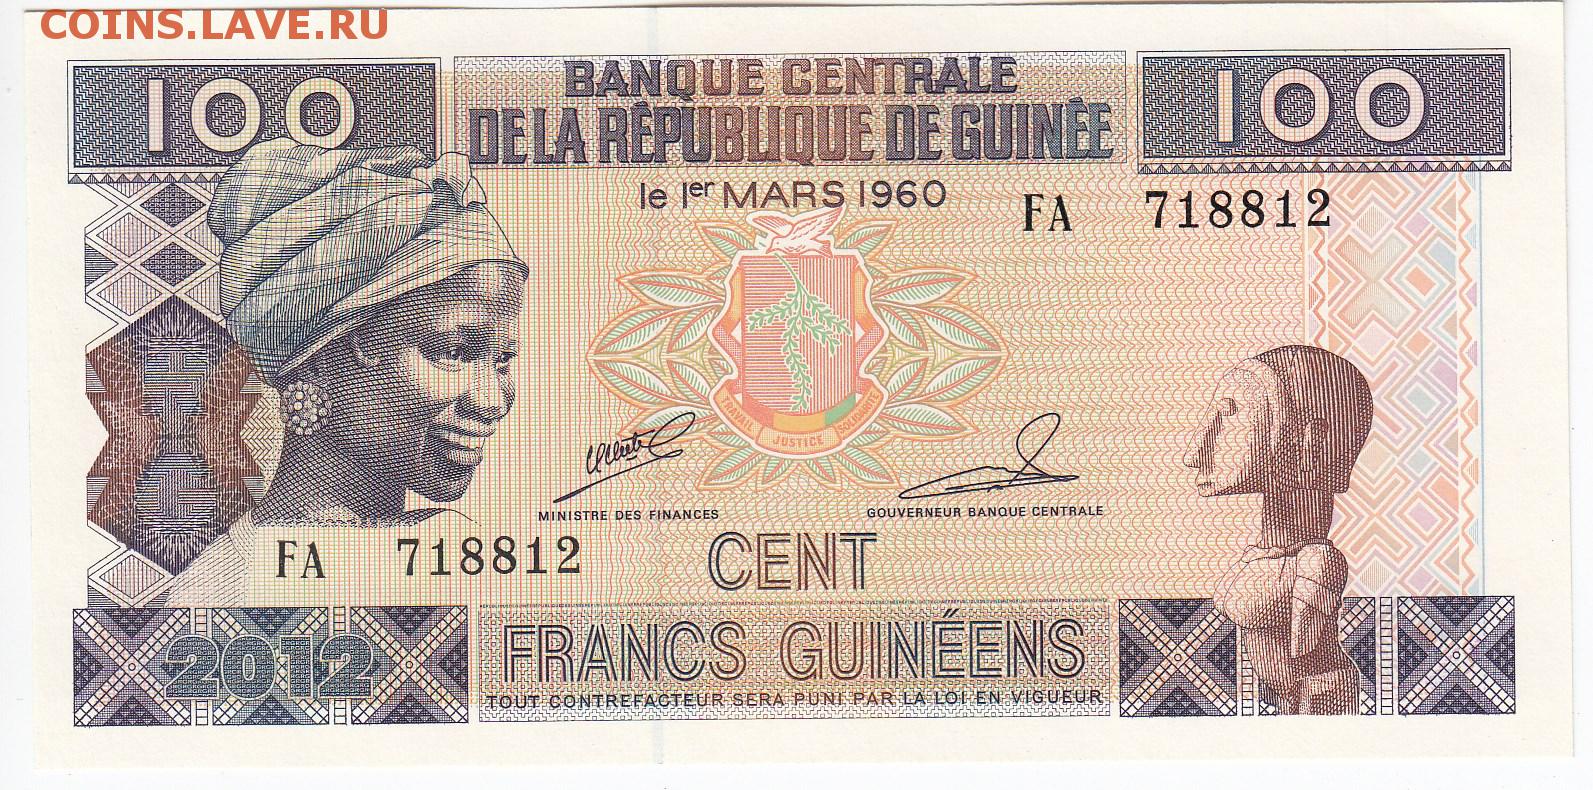 COINS.LAVE.RU
100
BANQUE CENTRALE
DE LA RÉPUBLIQUE DE GUINÉE
100
le 1er MARS 1960
FA 718812
TRAVAIL JUSTICE SOLIDARITÉ
MINISTRE DES FINANCES
GOUVERNEUR BANQUE CENTRALE
FA 718812
CENT
FRANCS GUINÉENS
2012
TOUT CONTREFACTEUR SERA PUNI PAR LA LOI EN VIGUEUR